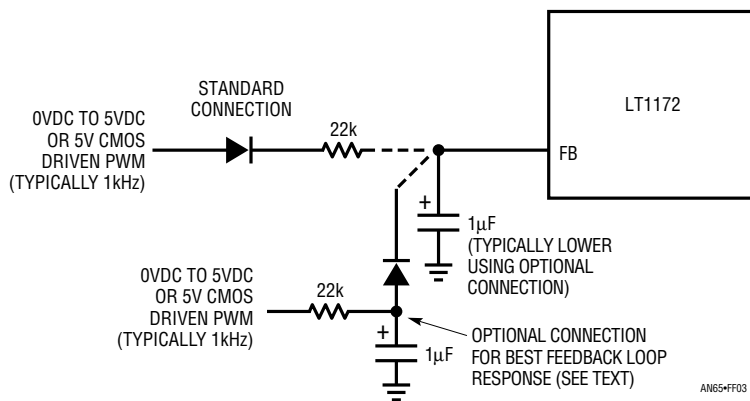 STANDARD
CONNECTION
0VDC TO 5VDC
OR 5V CMOS
DRIVEN PWM
(TYPICALLY 1kHz)
22k
LT1172
FB
+
1µF
(TYPICALLY LOWER
USING OPTIONAL
CONNECTION)
0VDC TO 5VDC
OR 5V CMOS
DRIVEN PWM
(TYPICALLY 1kHz)
22k
+
1µF
OPTIONAL CONNECTION
FOR BEST FEEDBACK LOOP
RESPONSE (SEE TEXT)
AN65•FF03